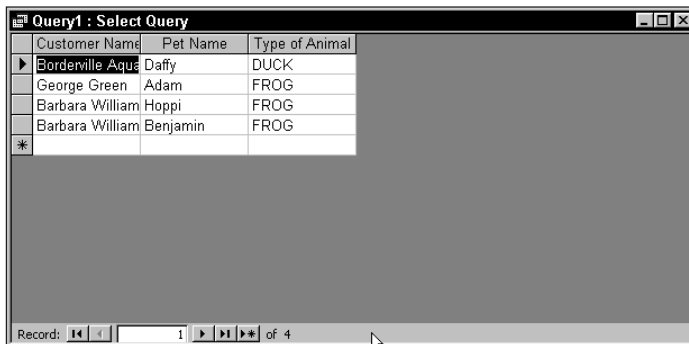 Query1 : Select Query
Customer Name Pet Name Type of Animal
Borderville Aqua Daffy DUCK
George Green Adam FROG
Barbara William Hoppi FROG
Barbara William Benjamin FROG
Record: 1 of 4